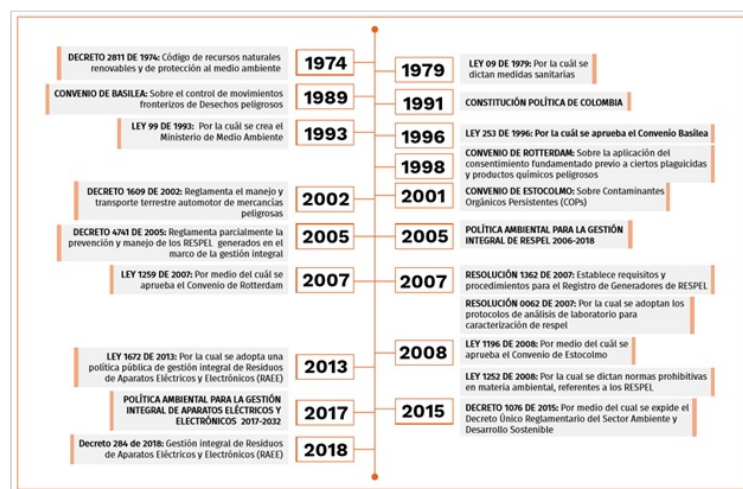 DECRETO 2811 DE 1974: Código de recursos naturales
renovables y de protección al medio ambiente
1974
1979
LEY 09 DE 1979: Por la cuál se
dictan medidas sanitarias
CONVENIO DE BASILEA: Sobre el control de movimientos
fronterizos de Desechos peligrosos
1989
1991
CONSTITUCIÓN POLÍTICA DE COLOMBIA
LEY 99 DE 1993: Por la cuál se crea el
Ministerio de Medio Ambiente
1993
1996
LEY 253 DE 1996: Por la cuál se aprueba el Convenio Basilea
1998
CONVENIO DE ROTTERDAM: Sobre la aplicación del
consentimiento fundamentado previo a ciertos plaguicidas
y productos químicos peligrosos
DECRETO 1609 DE 2002: Reglamenta el manejo y
transporte terrestre automotor de mercancías
peligrosas
2002
2001
CONVENIO DE ESTOCOLMO: Sobre Contaminantes
Orgánicos Persistentes (COPs)
DECRETO 4741 DE 2005: Reglamenta parcialmente la
prevención y manejo de los RESPEL generados en el
marco de la gestión integral
2005
2005
POLÍTICA AMBIENTAL PARA LA GESTIÓN
INTEGRAL DE RESPEL 2006-2018
LEY 1259 DE 2007: Por medio del cuál se
aprueba el Convenio de Rotterdam
2007
2007
RESOLUCIÓN 1362 DE 2007: Establece requisitos y
procedimientos para el Registro de Generadores de RESPEL
RESOLUCIÓN 0062 DE 2007: Por la cual se adoptan los
protocolos de análisis de laboratorio para
caracterización de respel
2008
LEY 1196 DE 2008: Por medio del cuál se
aprueba el Convenio de Estocolmo
LEY 1672 DE 2013: Por la cual se adopta una
política pública de gestión integral de Residuos
de Aparatos Eléctricos y Electrónicos (RAEE)
2013
LEY 1252 DE 2008: Por la cual se dictan normas prohibitivas
en materia ambiental, referentes a los RESPEL
POLÍTICA AMBIENTAL PARA LA GESTIÓN
INTEGRAL DE APARATOS ELÉCTRICOS Y
ELECTRÓNICOS 2017-2032
2017
2015
DECRETO 1076 DE 2015: Por medio del cual se expide el
Decreto Único Reglamentario del Sector Ambiente y
Desarrollo Sostenible
Decreto 284 de 2018: Gestión integral de Residuos
de Aparatos Eléctricos y Electrónicos (RAEE)
2018